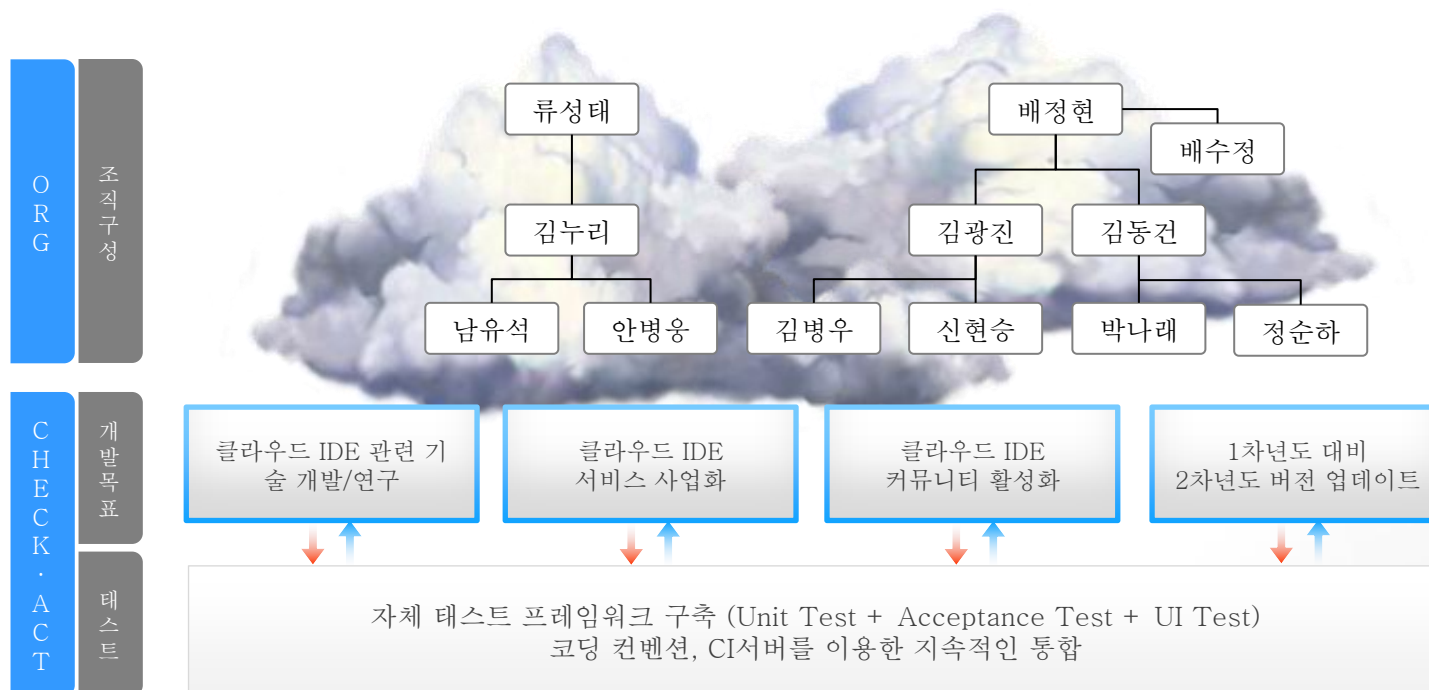 ORG
조직구성
류성태
배정현
배수정
김누리
김광진
김동건
남유석
안병웅
김병우
신현승
박나래
정순하
CHECK·ACT
개발목표
클라우드 IDE 관련 기
술 개발/연구
클라우드 IDE
서비스 사업화
클라우드 IDE
커뮤니티 활성화
1차년도 대비
2차년도 버전 업데이트
태스트
자체 태스트 프레임워크 구축 (Unit Test + Acceptance Test + UI Test)
코딩 컨벤션, CI서버를 이용한 지속적인 통합